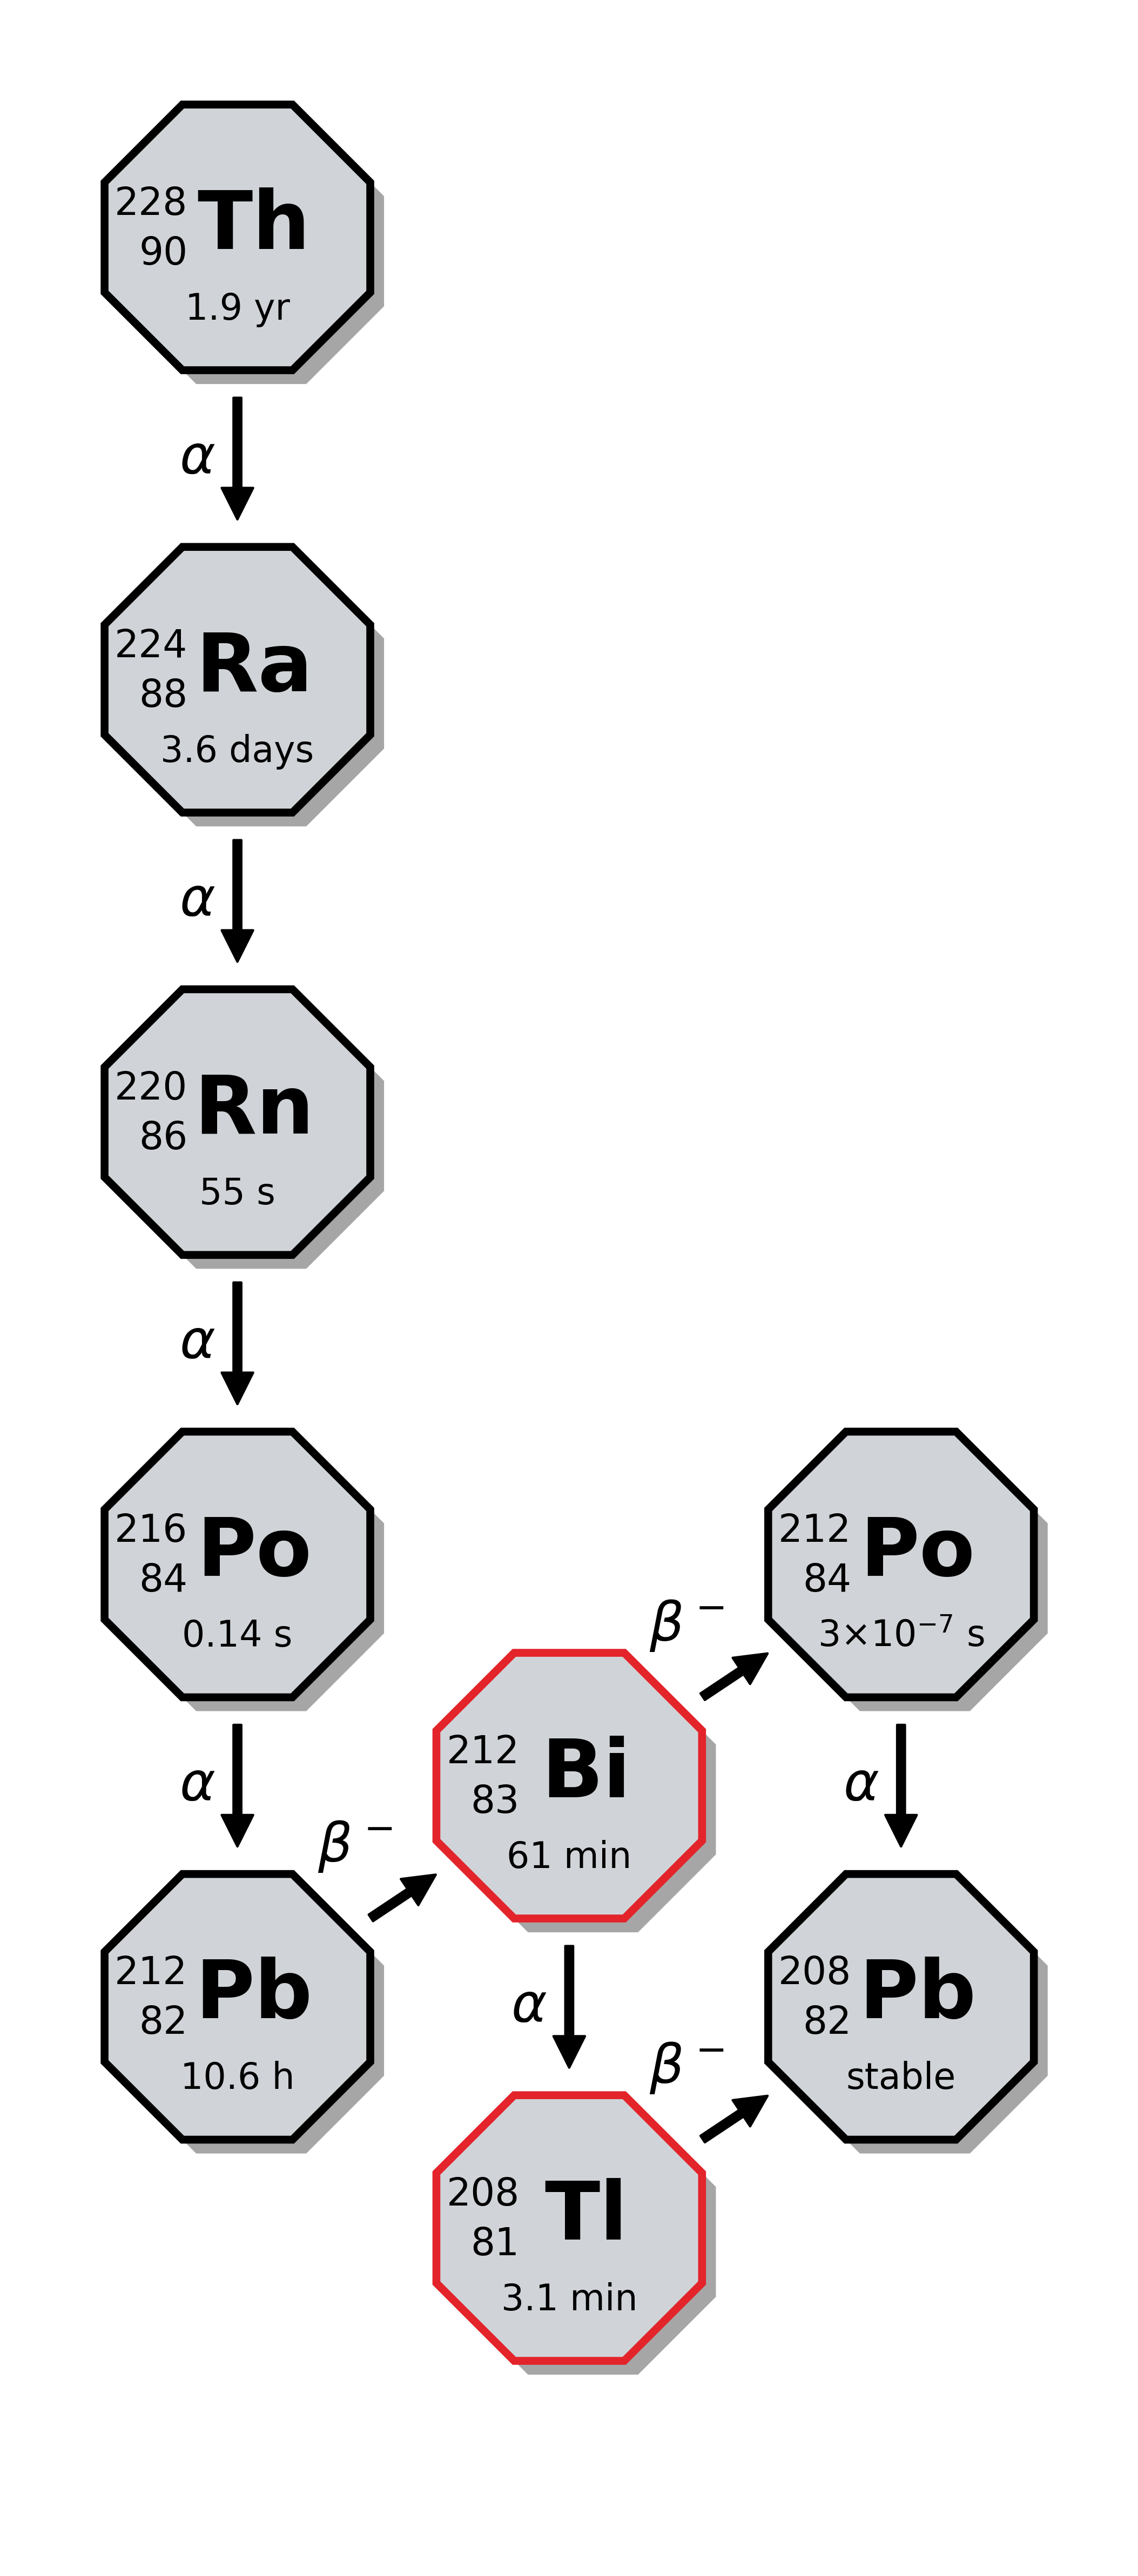 228
90 Th
1.9 yr
α
224
88 Ra
3.6 days
α
220
86 Rn
55 s
α
216
84 Po
0.14 s
212
84 Po
3×10⁻⁷ s
β⁻
212
83 Bi
61 min
α
α
β⁻
212
82 Pb
10.6 h
208
82 Pb
stable
α
β⁻
208
81 Tl
3.1 min